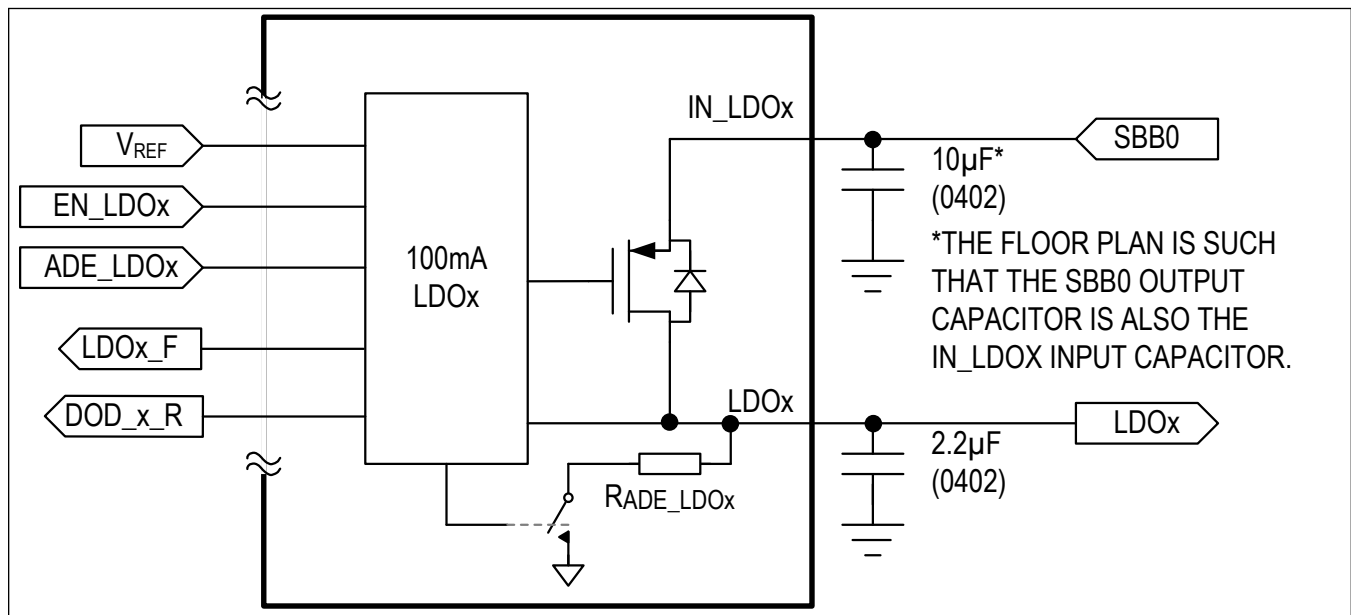 VREF
EN_LDOx
ADE_LDOx
LDOx_F
DOD_x_R
100mA
LDOx
IN_LDOx
LDOx
RADE_LDOx
10µF*
(0402)
SBB0
*THE FLOOR PLAN IS SUCH
THAT THE SBB0 OUTPUT
CAPACITOR IS ALSO THE
IN_LDOX INPUT CAPACITOR.
2.2µF
(0402)
LDOx